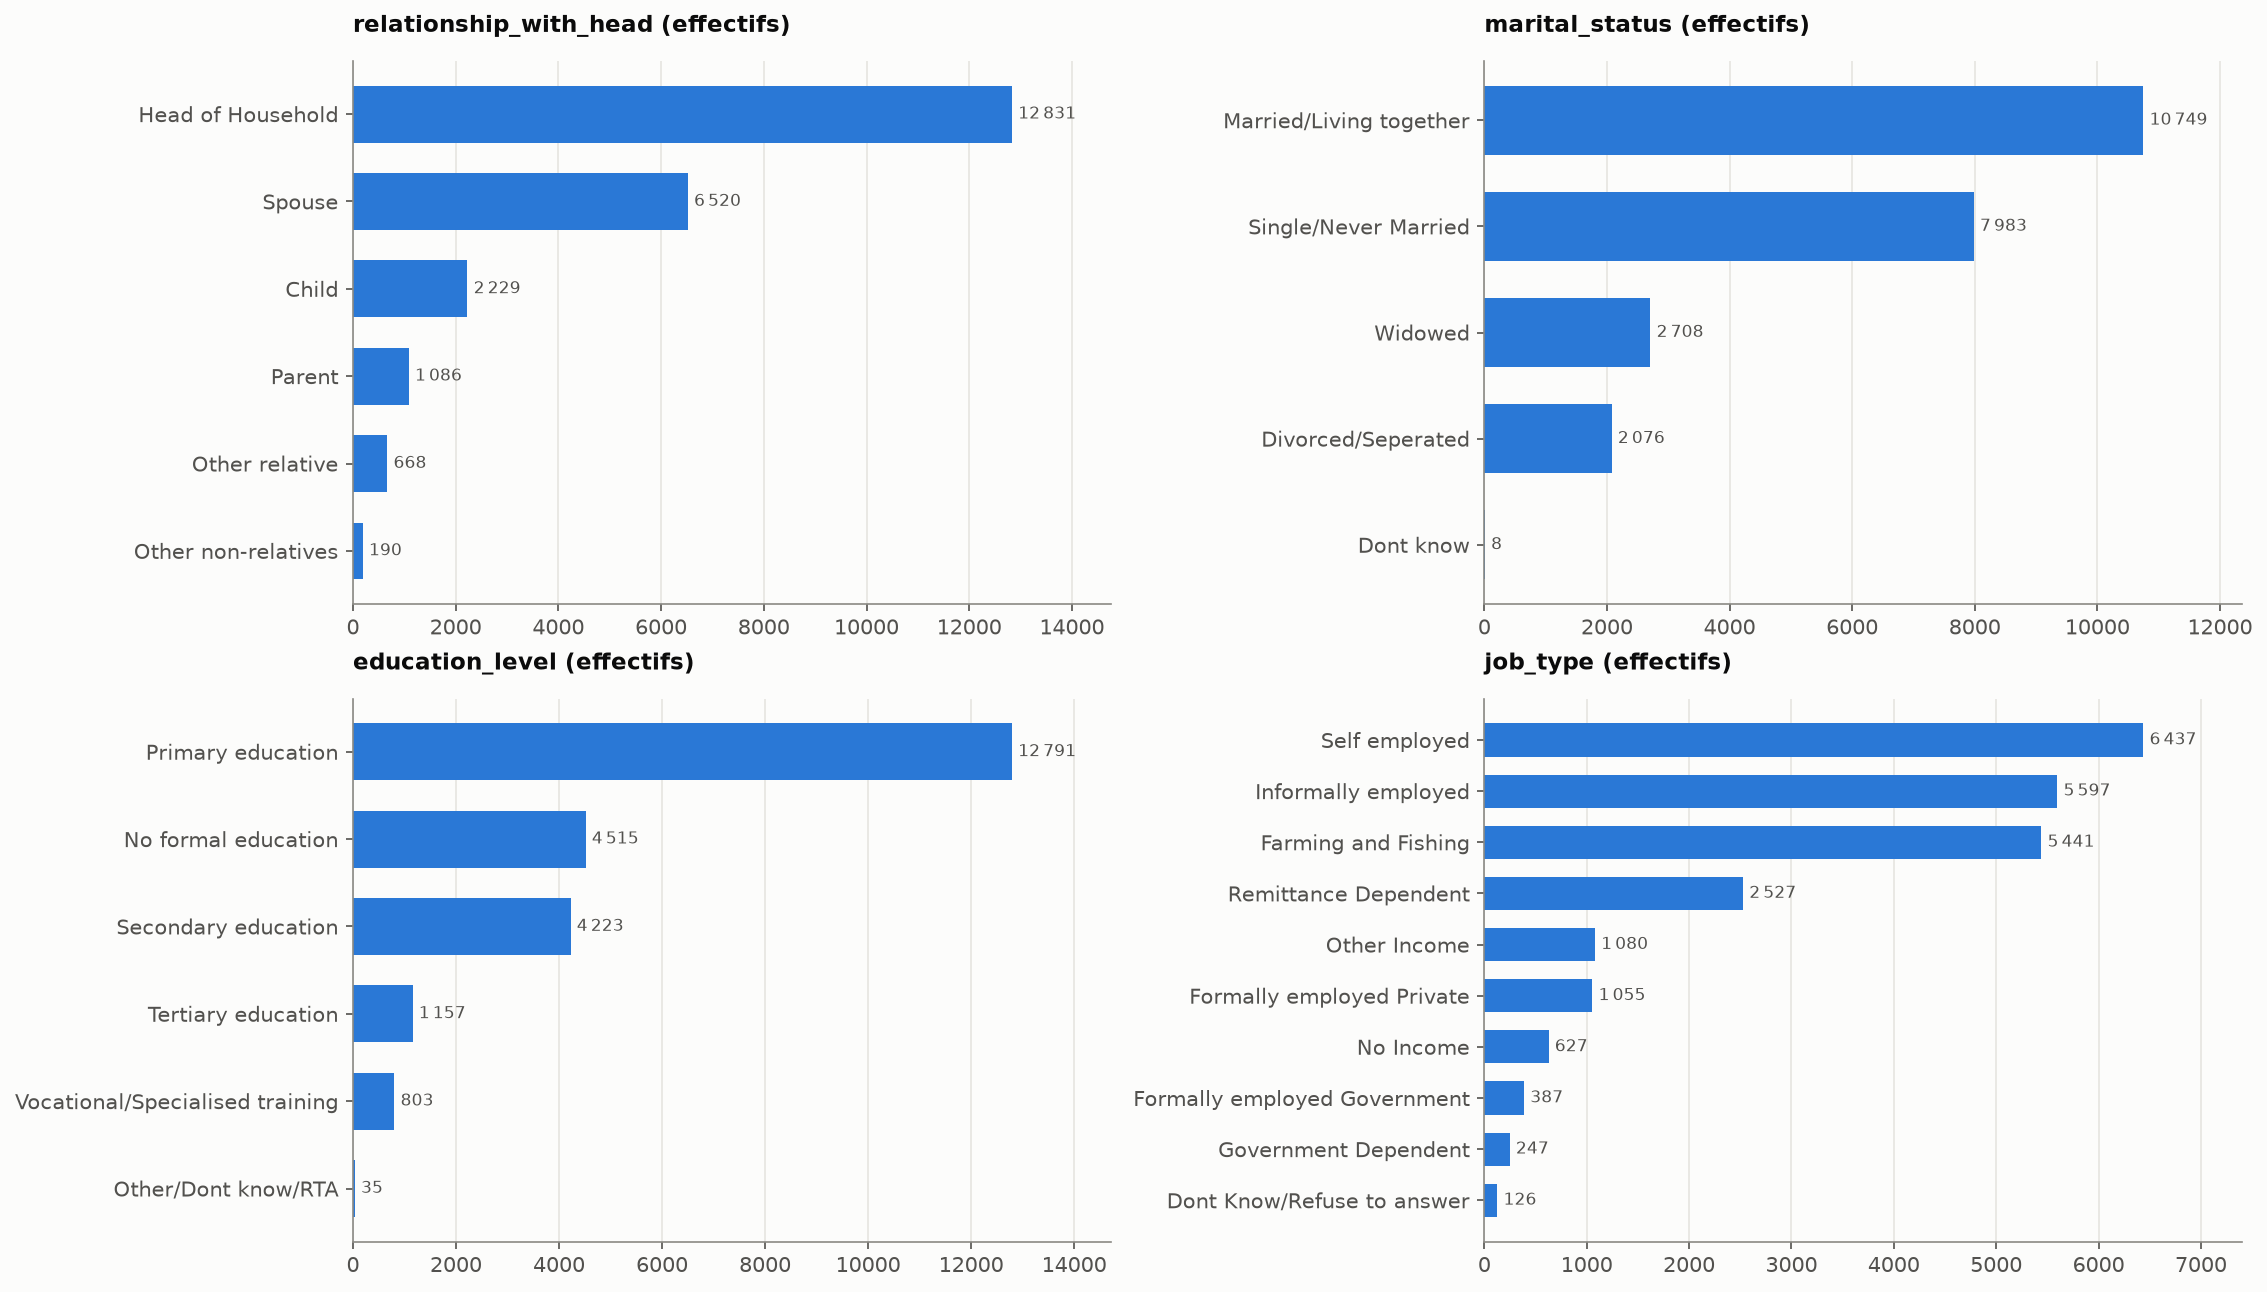 relationship_with_head (effectifs)
Head of Household
12 831
Spouse
6 520
Child
2 229
Parent
1 086
Other relative
668
Other non-relatives
190
0 2000 4000 6000 8000 10000 12000 14000
marital_status (effectifs)
Married/Living together
10 749
Single/Never Married
7 983
Widowed
2 708
Divorced/Seperated
2 076
Dont know
8
0 2000 4000 6000 8000 10000 12000
education_level (effectifs)
Primary education
12 791
No formal education
4 515
Secondary education
4 223
Tertiary education
1 157
Vocational/Specialised training
803
Other/Dont know/RTA
35
0 2000 4000 6000 8000 10000 12000 14000
job_type (effectifs)
Self employed
6 437
Informally employed
5 597
Farming and Fishing
5 441
Remittance Dependent
2 527
Other Income
1 080
Formally employed Private
1 055
No Income
627
Formally employed Government
387
Government Dependent
247
Dont Know/Refuse to answer
126
0 1000 2000 3000 4000 5000 6000 7000